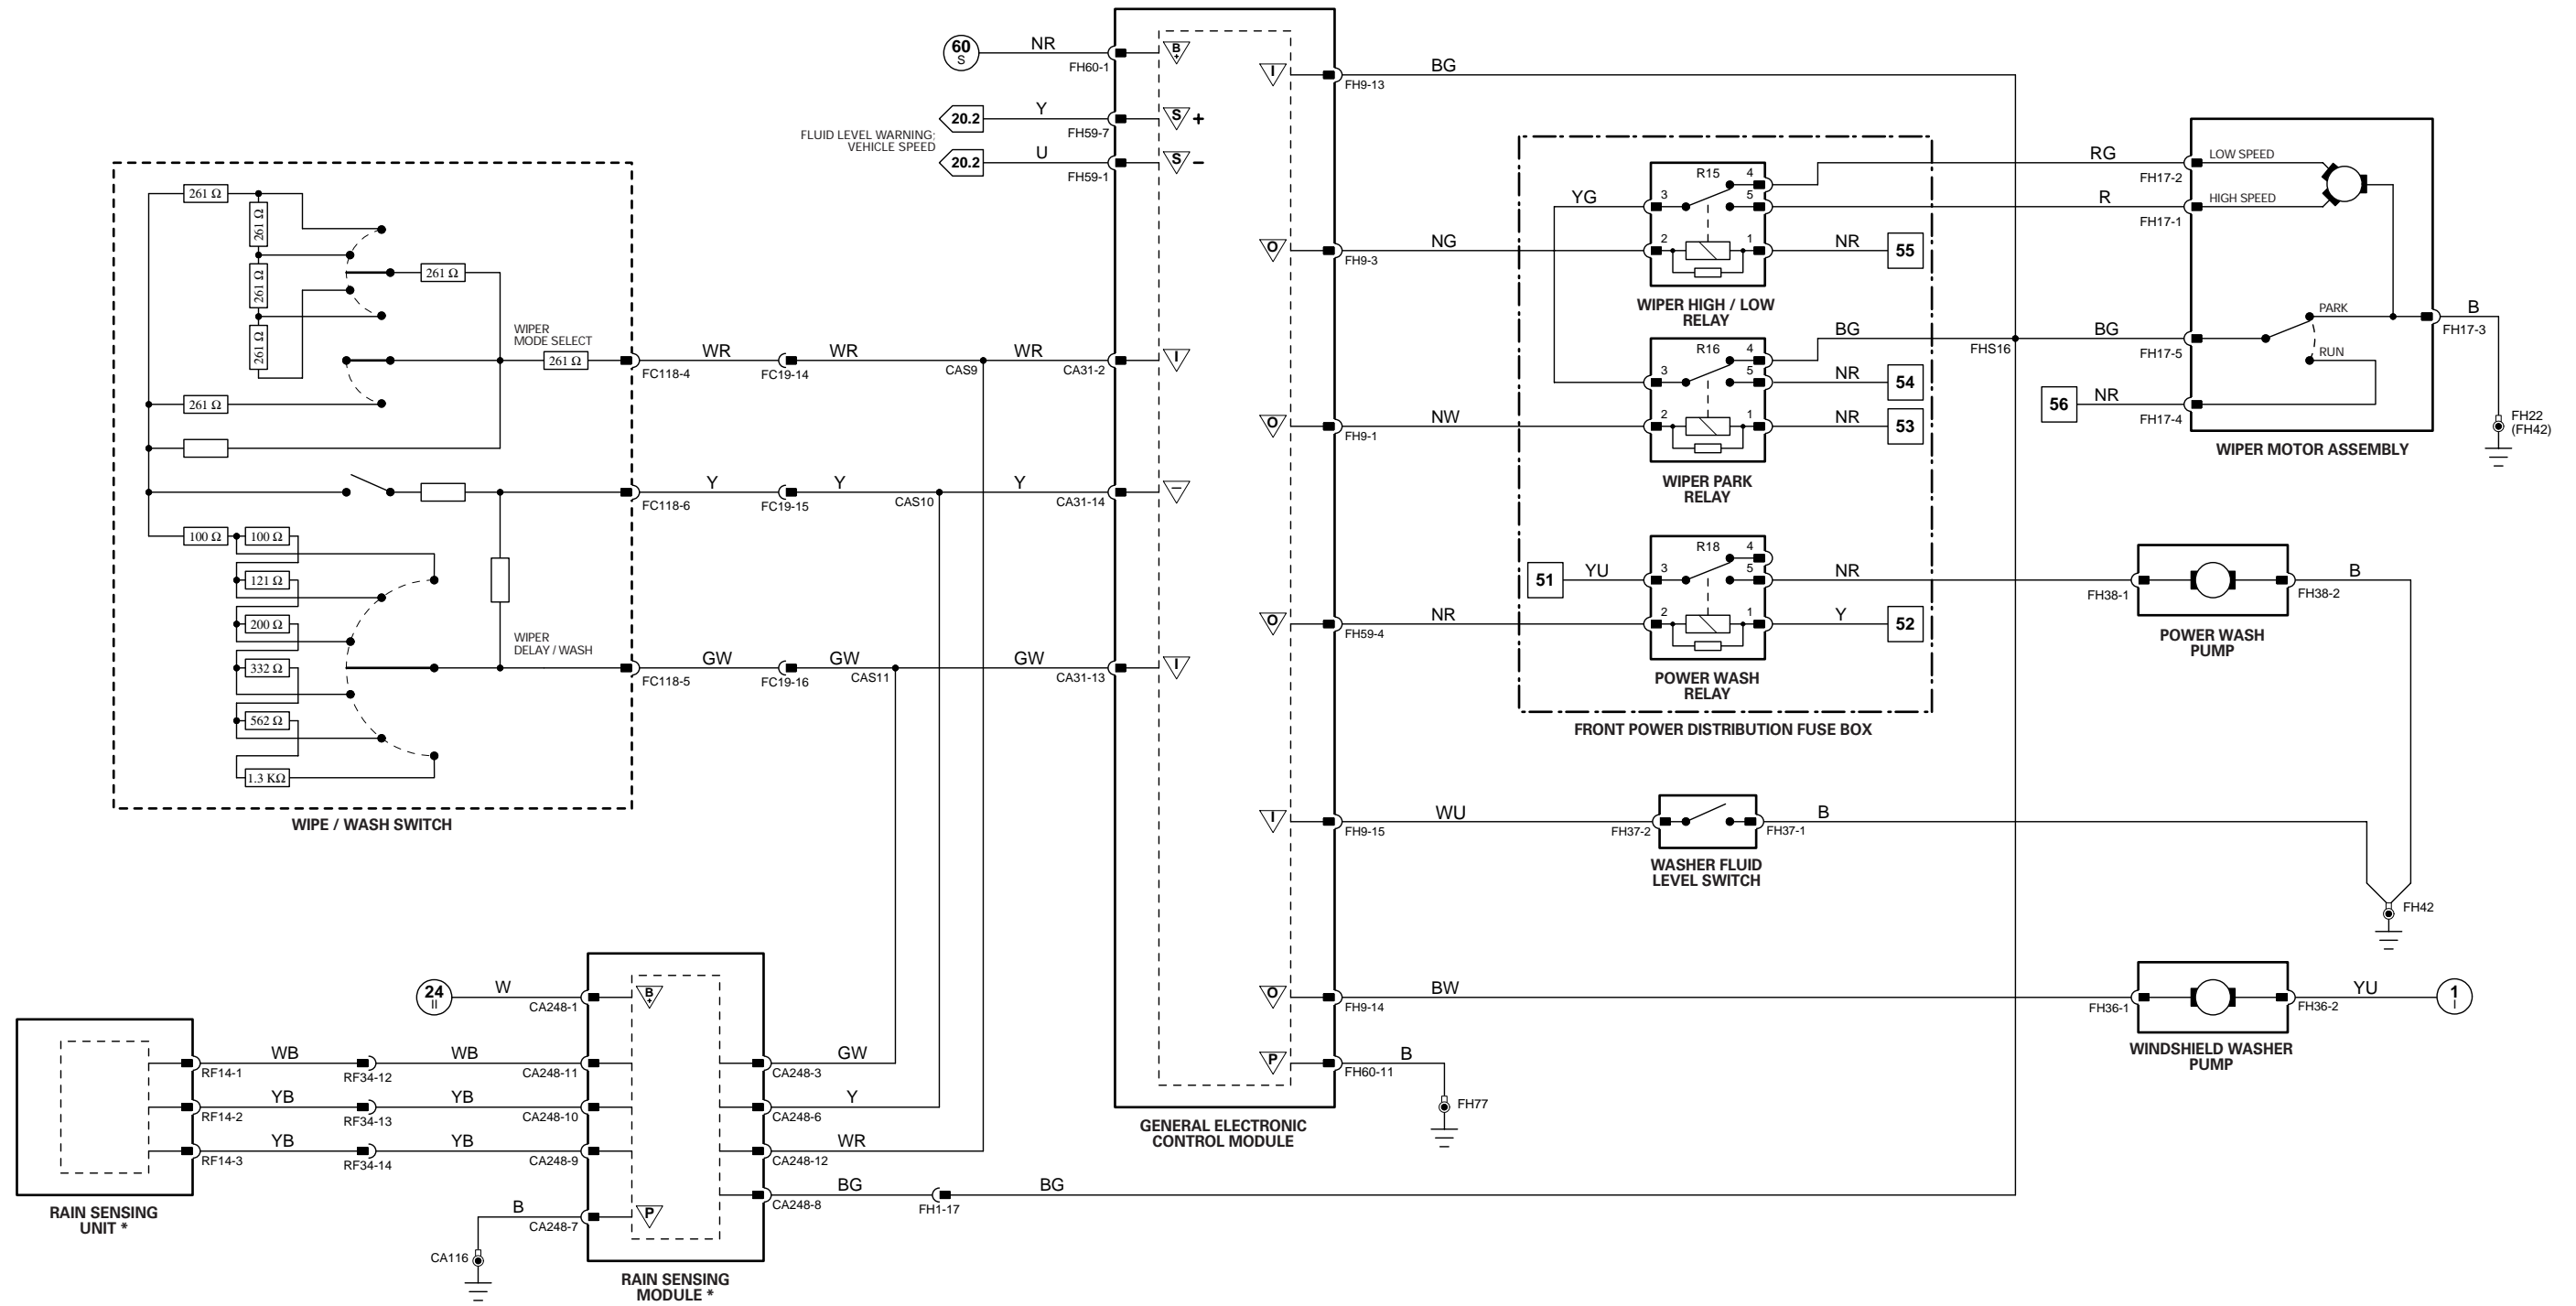 60
S
NR
FH60-1
B
+
20.2
Y
FH59-7
S
+
FLUID LEVEL WARNING;
VEHICLE SPEED
20.2
U
FH59-1
S
–
I
FH9-13
BG
O
FH9-3
NG
I
O
FH9-1
NW
–
O
FH59-4
NR
I
I
FH9-15
WU
O
FH9-14
BW
P
FH60-11
B
FH77
GENERAL ELECTRONIC
CONTROL MODULE
261 Ω
261 Ω
261 Ω
261 Ω
261 Ω
261 Ω
261 Ω
WIPER
MODE SELECT
FC118-4
WR
FC19-14
WR
CAS9
WR
CA31-2
FC118-6
Y
FC19-15
Y
CAS10
Y
CA31-14
100 Ω
100 Ω
121 Ω
200 Ω
332 Ω
562 Ω
1.3 KΩ
WIPER
DELAY / WASH
FC118-5
GW
FC19-16
GW
CAS11
GW
CA31-13
WIPE / WASH SWITCH
R15
4
3
5
2
1
YG
NR
55
WIPER HIGH / LOW
RELAY
R16
4
3
5
2
1
BG
NR
54
NR
53
WIPER PARK
RELAY
R18
4
3
5
2
1
51
YU
NR
Y
52
POWER WASH
RELAY
FRONT POWER DISTRIBUTION FUSE BOX
RG
FH17-2
LOW SPEED
R
FH17-1
HIGH SPEED
FHS16
BG
FH17-5
PARK
RUN
56
NR
FH17-4
B
FH17-3
FH22
(FH42)
WIPER MOTOR ASSEMBLY
FH38-1
FH38-2
B
POWER WASH
PUMP
FH37-2
FH37-1
B
WASHER FLUID
LEVEL SWITCH
FH42
FH36-1
FH36-2
YU
1
I
WINDSHIELD WASHER
PUMP
24
II
W
CA248-1
B
+
RF14-1
WB
RF34-12
WB
CA248-11
RF14-2
YB
RF34-13
YB
CA248-10
RF14-3
YB
RF34-14
YB
CA248-9
RAIN SENSING
UNIT *
B
CA248-7
P
CA116
CA248-3
GW
CA248-6
Y
CA248-12
WR
CA248-8
BG
FH1-17
BG
RAIN SENSING
MODULE *